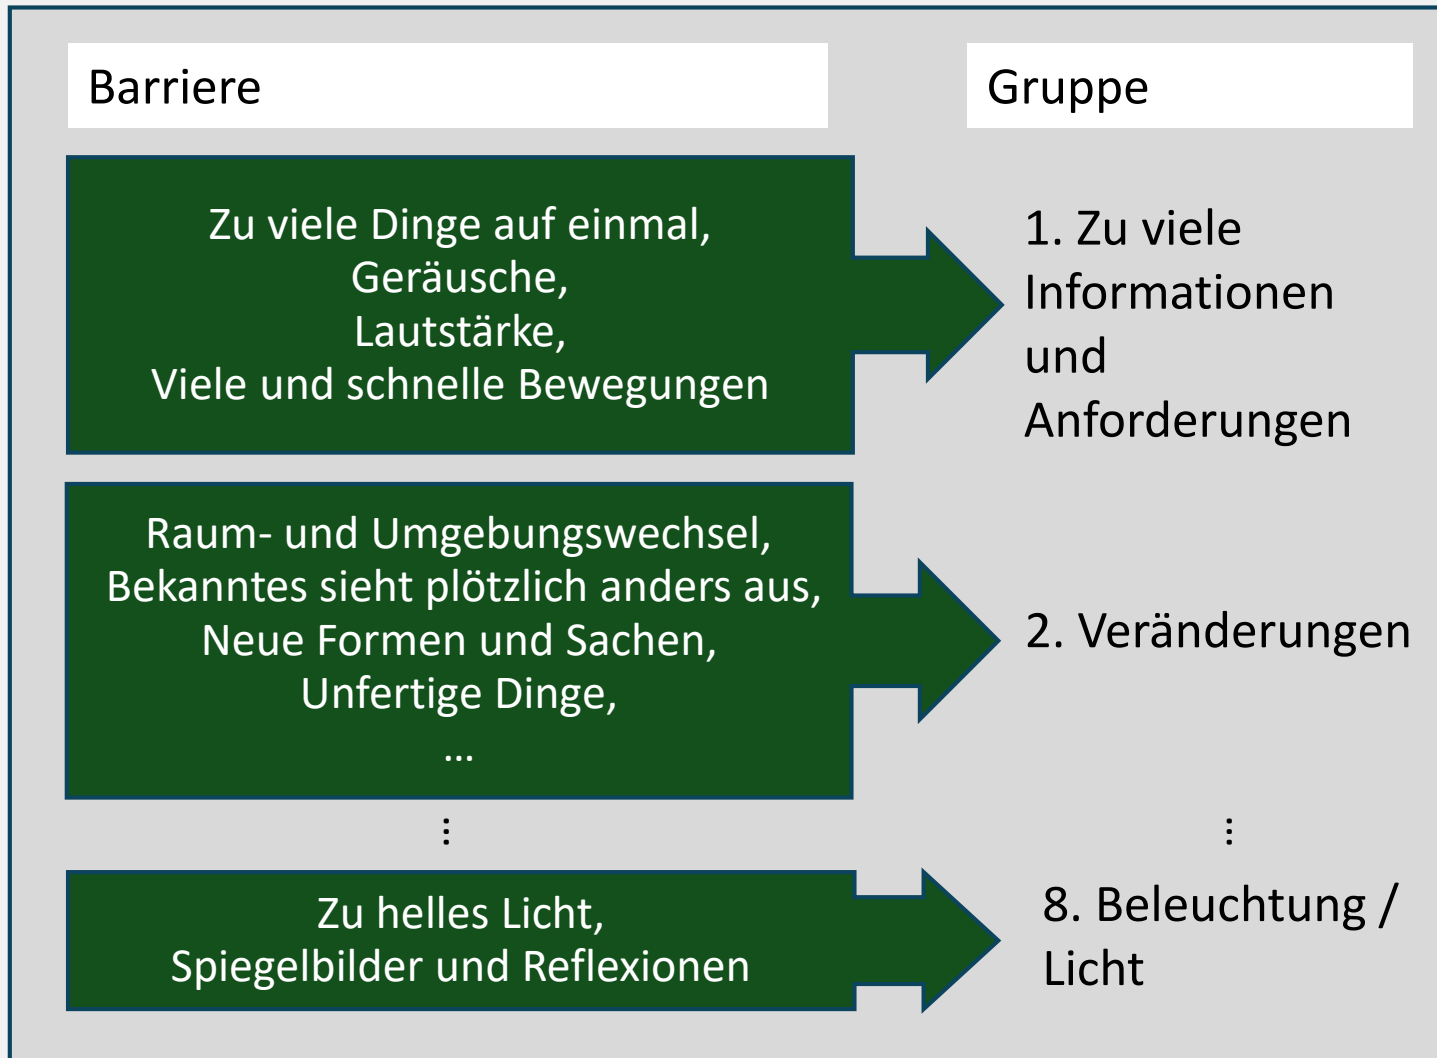 Barriere
Gruppe
Zu viele Dinge auf einmal,
Geräusche,
Lautstärke,
Viele und schnelle Bewegungen
1. Zu viele
Informationen
und
Anforderungen
Raum- und Umgebungswechsel,
Bekanntes sieht plötzlich anders aus,
Neue Formen und Sachen,
Unfertige Dinge,
...
2. Veränderungen
⋮
⋮
Zu helles Licht,
Spiegelbilder und Reflexionen
8. Beleuchtung /
Licht